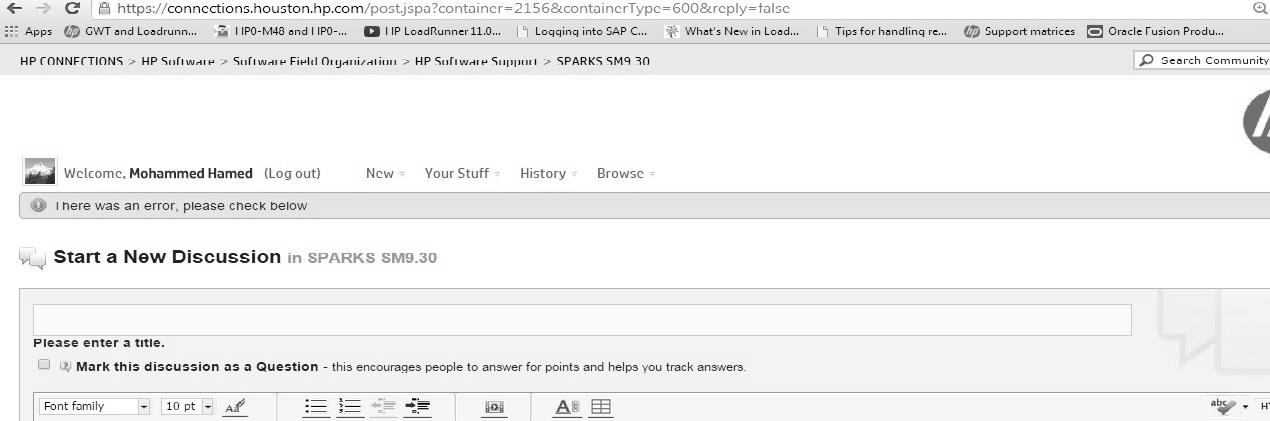 https://connections.houston.hp.com/post.jspa?container=2156&containerType=600&reply=false
Apps GWT and Loadrunn... HP0-M48 and HP0-... HP LoadRunner 11.0... Logging into SAP C... What's New in Load... Tips for handling re... Support matrices Oracle Fusion Produ...
HP CONNECTIONS > HP Software > Software Field Organization > HP Software Support > SPARKS SM9.30
Search Community
Welcome, Mohammed Hamed (Log out) New Your Stuff History Browse
There was an error, please check below
Start a New Discussion in SPARKS SM9.30
Please enter a title.
Mark this discussion as a Question - this encourages people to answer for points and helps you track answers.
Font family 10 pt
abc